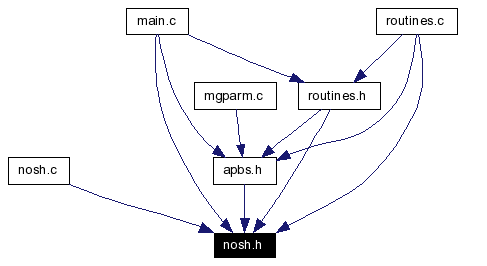 main.c
routines.c
mgparm.c
routines.h
nosh.c
apbs.h
nosh.h